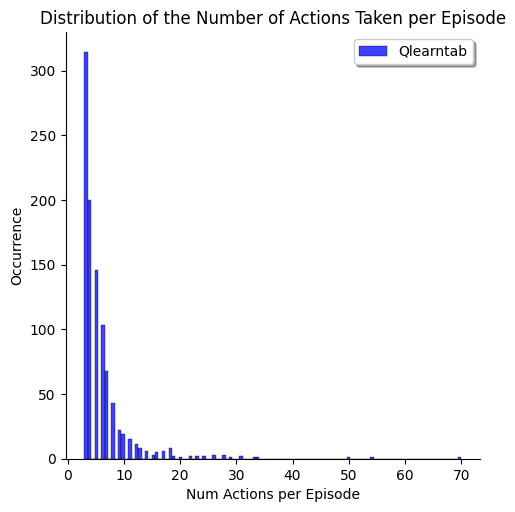 Distribution of the Number of Actions Taken per Episode
Qlearntab
300
250
200
150
100
50
0
Occurrence
0 10 20 30 40 50 60 70
Num Actions per Episode